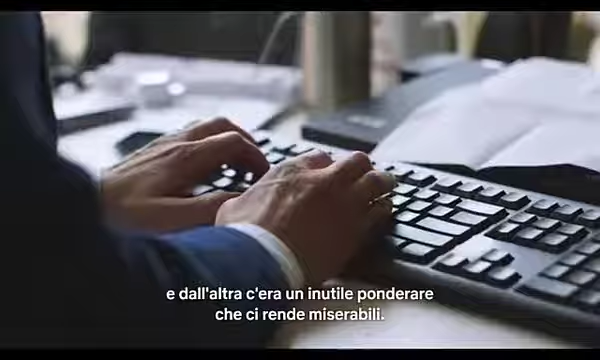 e dall'altra c'era un inutile ponderare
che ci rende miserabili.